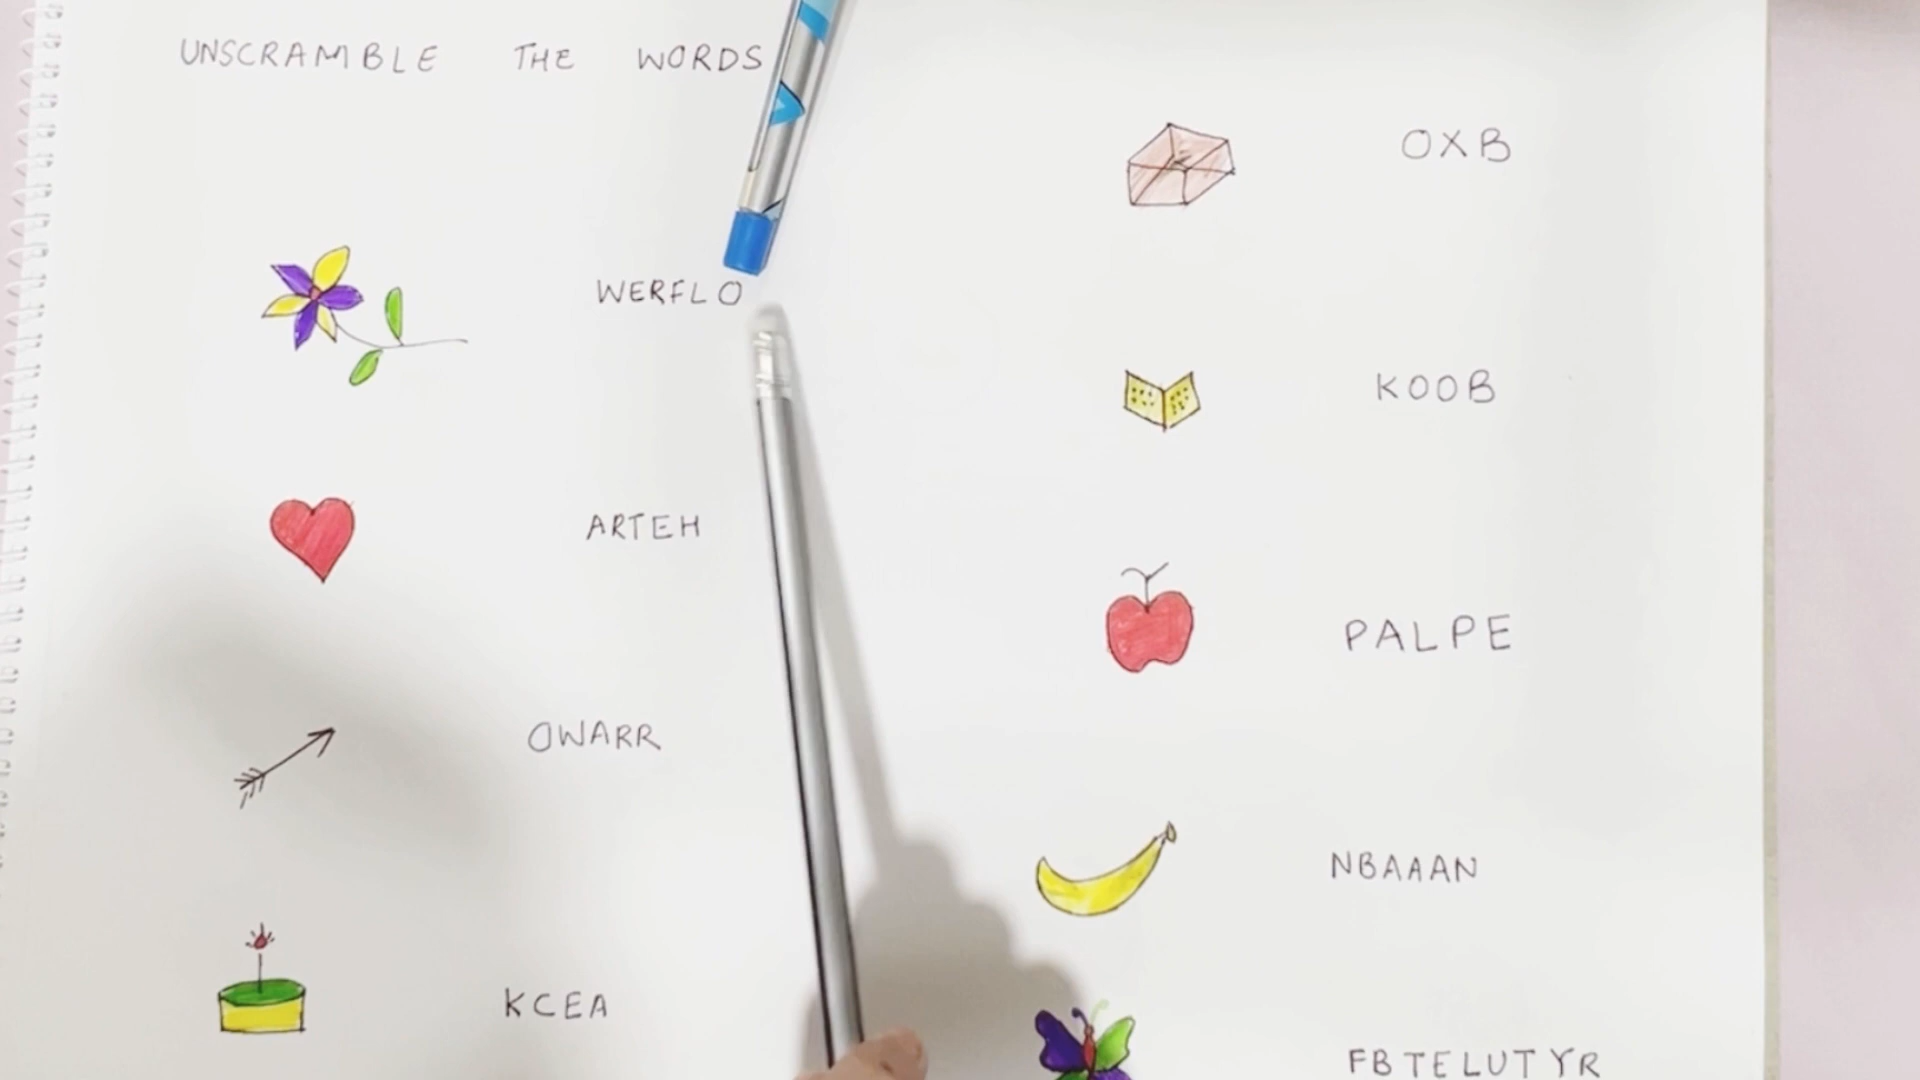 UNSCRAMBLE THE WORDS
WERFLO
ARTEH
OWARR
KCEA
OXB
KOOB
PALPE
NBAAAN
FBTELUTYR